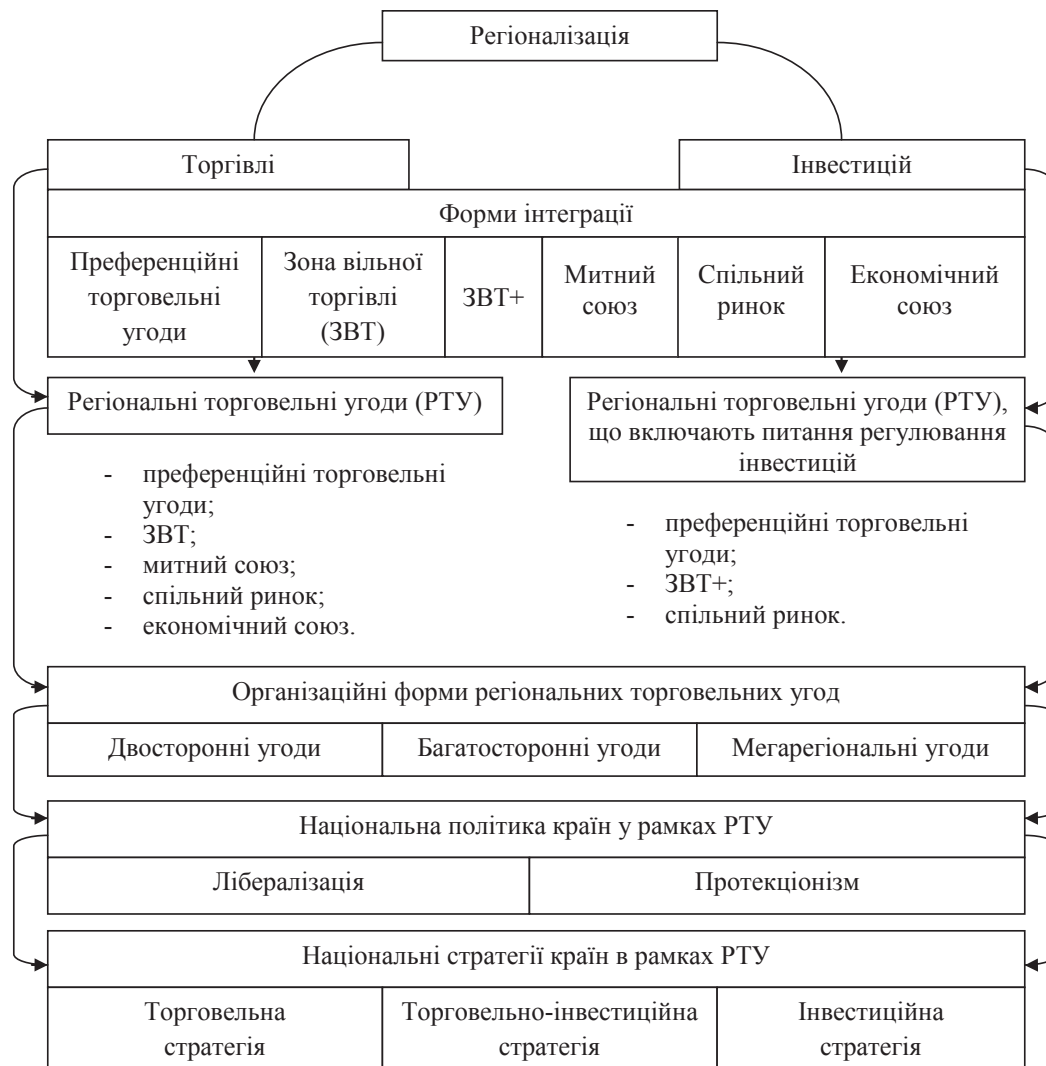 Регіоналізація
Торгівлі
Інвестицій
Форми інтеграції
Преференційні
торговельні
угоди
Зона вільної
торгівлі
(ЗВТ)
ЗВТ+
Митний
союз
Спільний
ринок
Економічний
союз
Регіональні торговельні угоди (РТУ)
Регіональні торговельні угоди (РТУ),
що включають питання регулювання
інвестицій
- преференційні торговельні
угоди;
- ЗВТ;
- митний союз;
- спільний ринок;
- економічний союз.
- преференційні торговельні
угоди;
- ЗВТ+;
- спільний ринок.
Організаційні форми регіональних торговельних угод
Двосторонні угоди
Багатосторонні угоди
Мегарегіональні угоди
Національна політика країн у рамках РТУ
Лібералізація
Протекціонізм
Національні стратегії країн в рамках РТУ
Торговельна
стратегія
Торговельно-інвестиційна
стратегія
Інвестиційна
стратегія